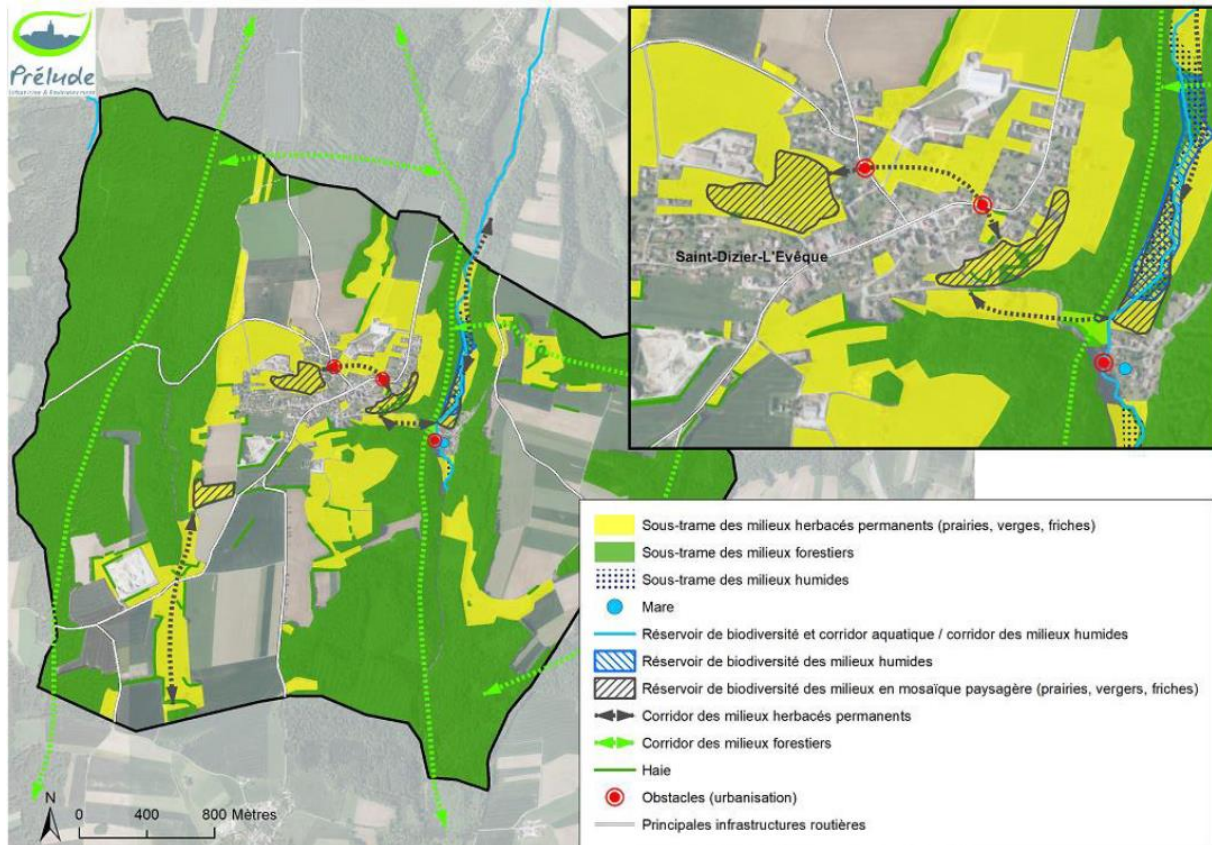 Prélude
Urbanisme & Environnement
Saint-Dizier-L'Evêque
Sous-trame des milieux herbacés permanents (prairies, verges, friches)
Sous-trame des milieux forestiers
Sous-trame des milieux humides
Mare
Réservoir de biodiversité et corridor aquatique / corridor des milieux humides
Réservoir de biodiversité des milieux humides
Réservoir de biodiversité des milieux en mosaïque paysagère (prairies, vergers, friches)
Corridor des milieux herbacés permanents
Corridor des milieux forestiers
Haie
Obstacles (urbanisation)
Principales infrastructures routières
N
0 400 800 Mètres